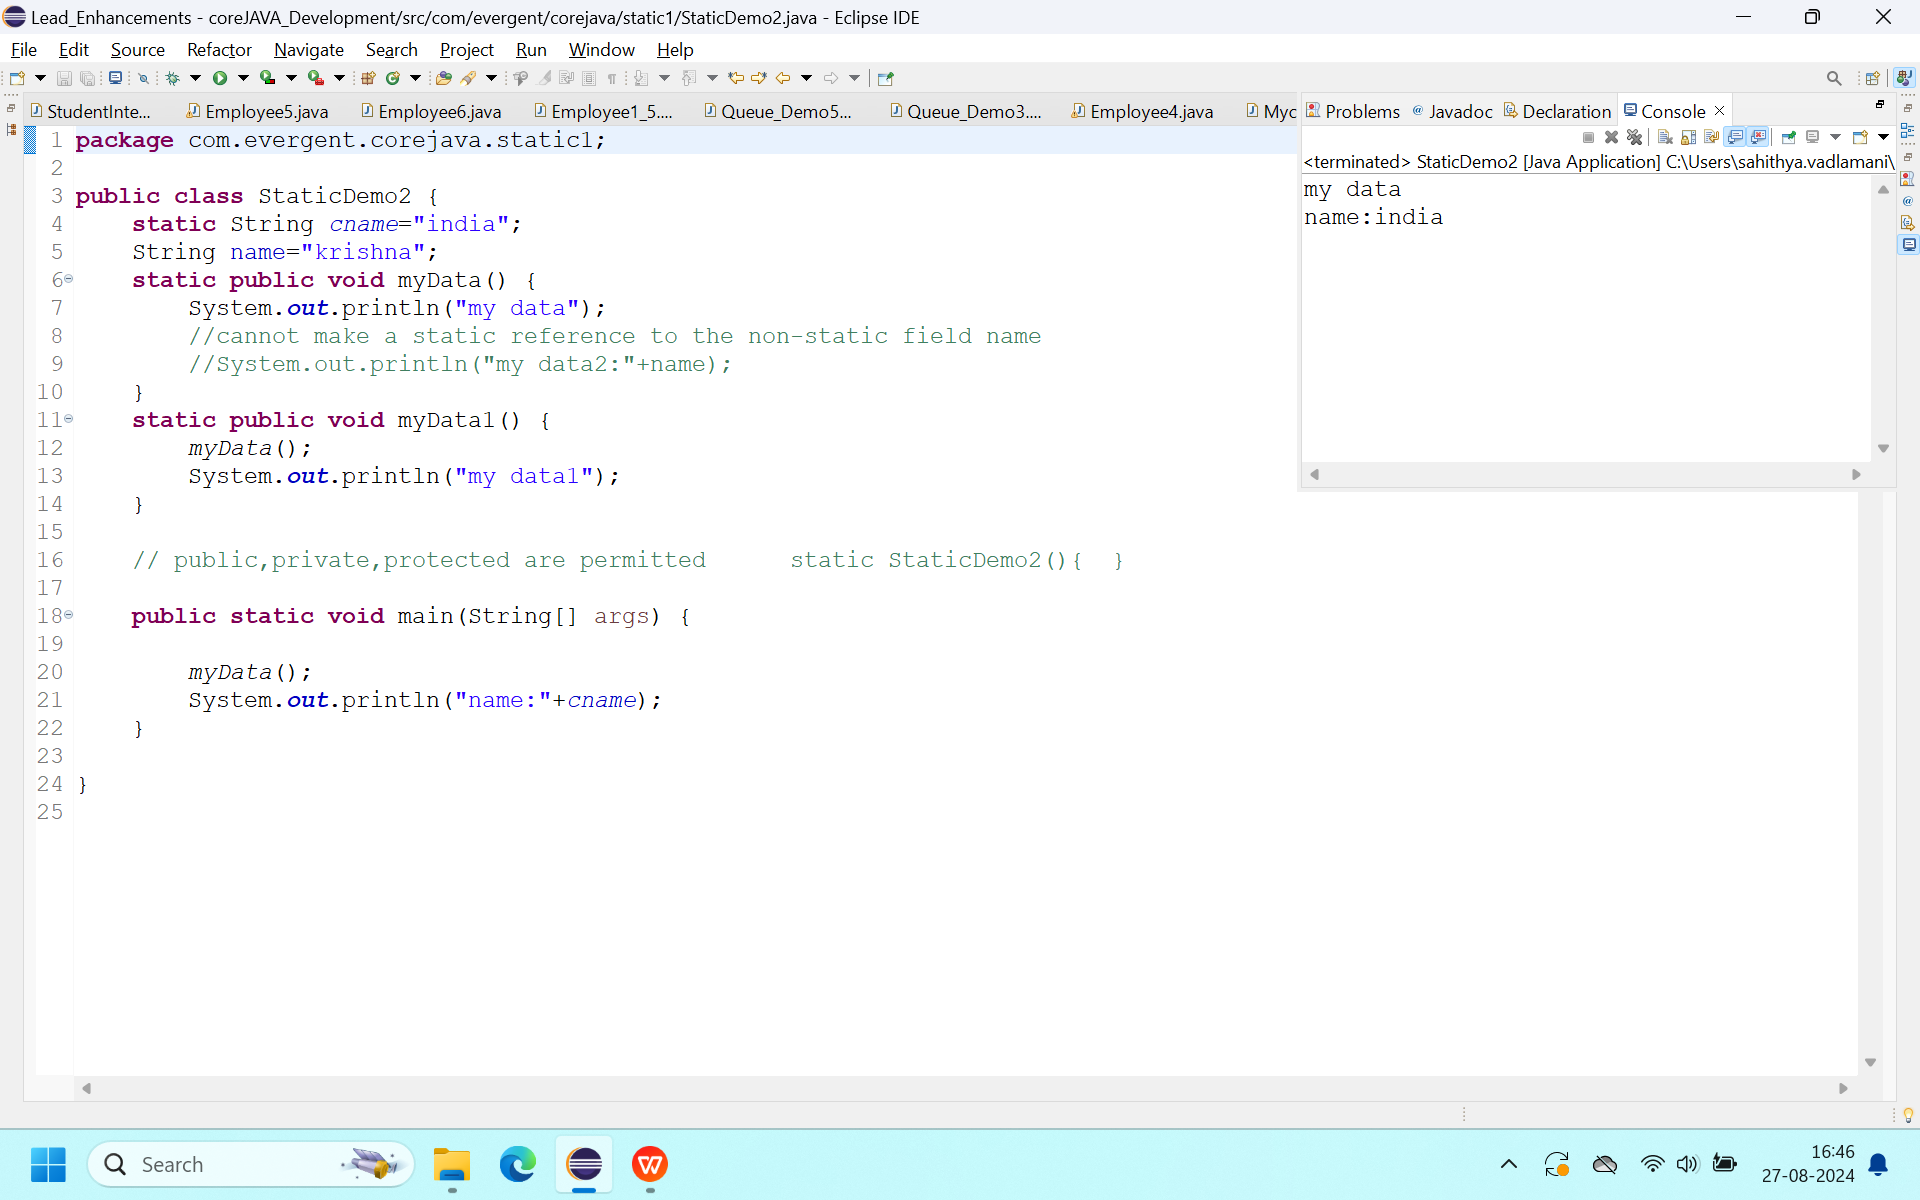 Lead_Enhancements - coreJAVA_Development/src/com/evergent/corejava/static1/StaticDemo2.java - Eclipse IDE
File Edit Source Refactor Navigate Search Project Run Window Help
StudentInte... Employee5.java Employee6.java Employee1_5.... Queue_Demo5... Queue_Demo3.... Employee4.java Myc
Problems Javadoc Declaration Console
<terminated> StaticDemo2 [Java Application] C:\Users\sahithya.vadlamani\
my data
name:india
1 package com.evergent.corejava.static1;
2
3 public class StaticDemo2 {
4 static String cname="india";
5 String name="krishna";
6 static public void myData() {
7 System.out.println("my data");
8 //cannot make a static reference to the non-static field name
9 //System.out.println("my data2:"+name);
10 }
11 static public void myData1() {
12 myData();
13 System.out.println("my data1");
14 }
15
16 // public,private,protected are permitted static StaticDemo2(){ }
17
18 public static void main(String[] args) {
19
20 myData();
21 System.out.println("name:"+cname);
22 }
23
24 }
25
Search
16:46
27-08-2024